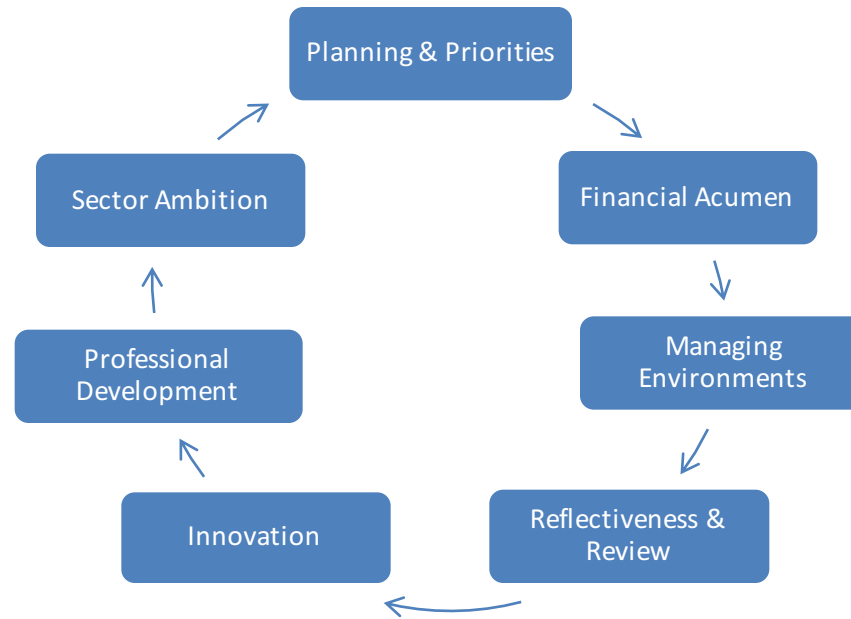 Planning & Priorities
Financial Acumen
Managing
Environments
Reflectiveness &
Review
Innovation
Professional
Development
Sector Ambition